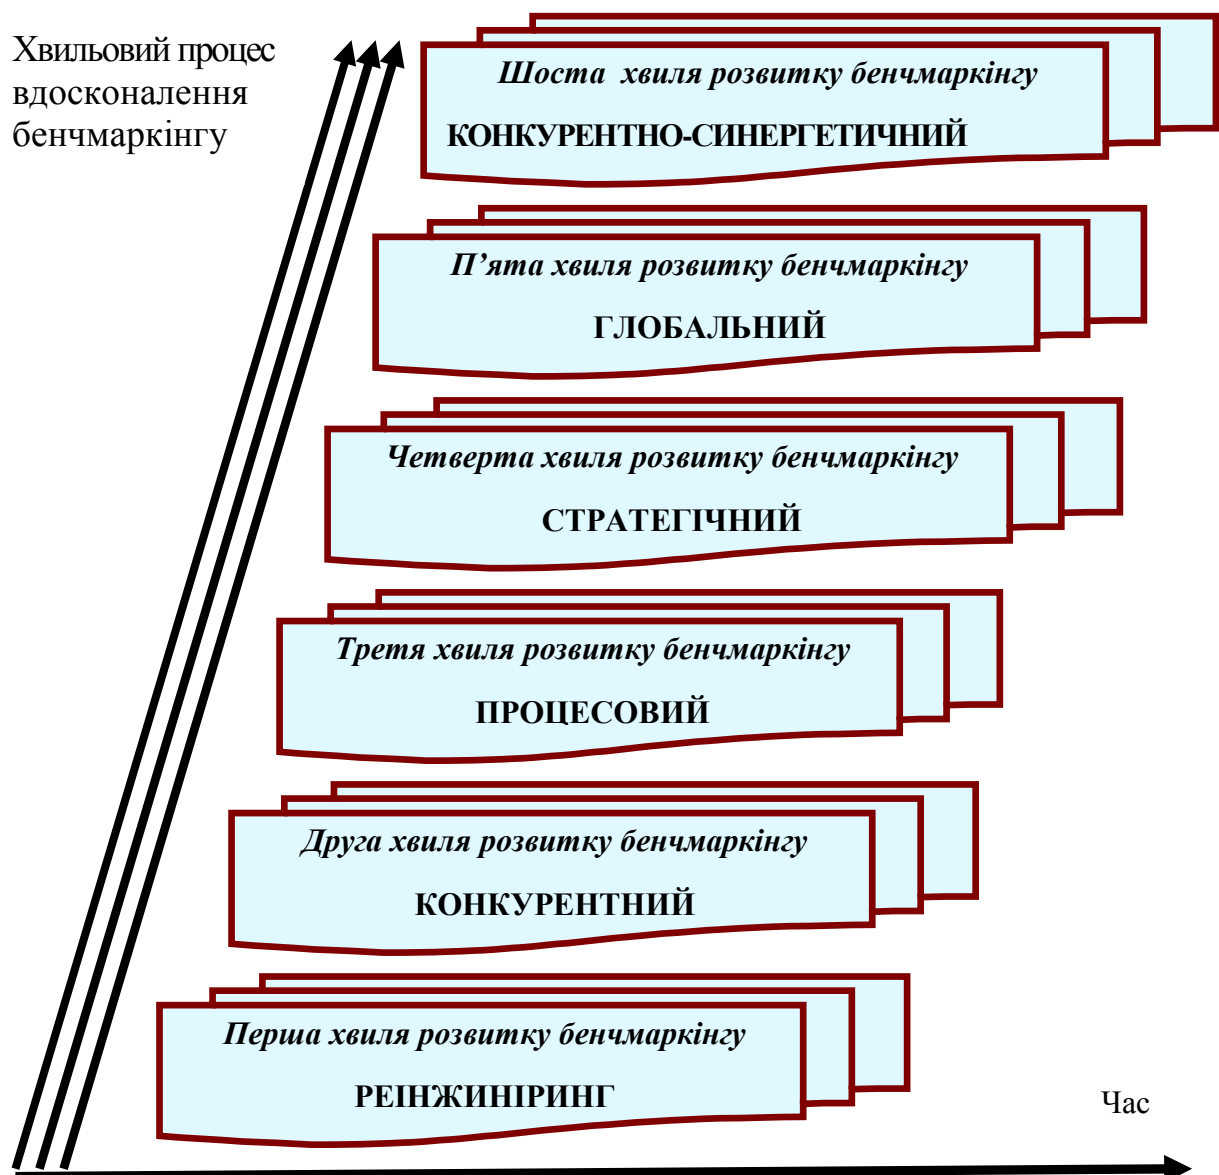 Хвильовий процес
вдосконалення
бенчмаркінгу
Шоста хвиля розвитку бенчмаркінгу
КОНКУРЕНТНО-СИНЕРГЕТИЧНИЙ
П’ята хвиля розвитку бенчмаркінгу
ГЛОБАЛЬНИЙ
Четверта хвиля розвитку бенчмаркінгу
СТРАТЕГІЧНИЙ
Третя хвиля розвитку бенчмаркінгу
ПРОЦЕСОВИЙ
Друга хвиля розвитку бенчмаркінгу
КОНКУРЕНТНИЙ
Перша хвиля розвитку бенчмаркінгу
РЕІНЖИНІРИНГ
Час